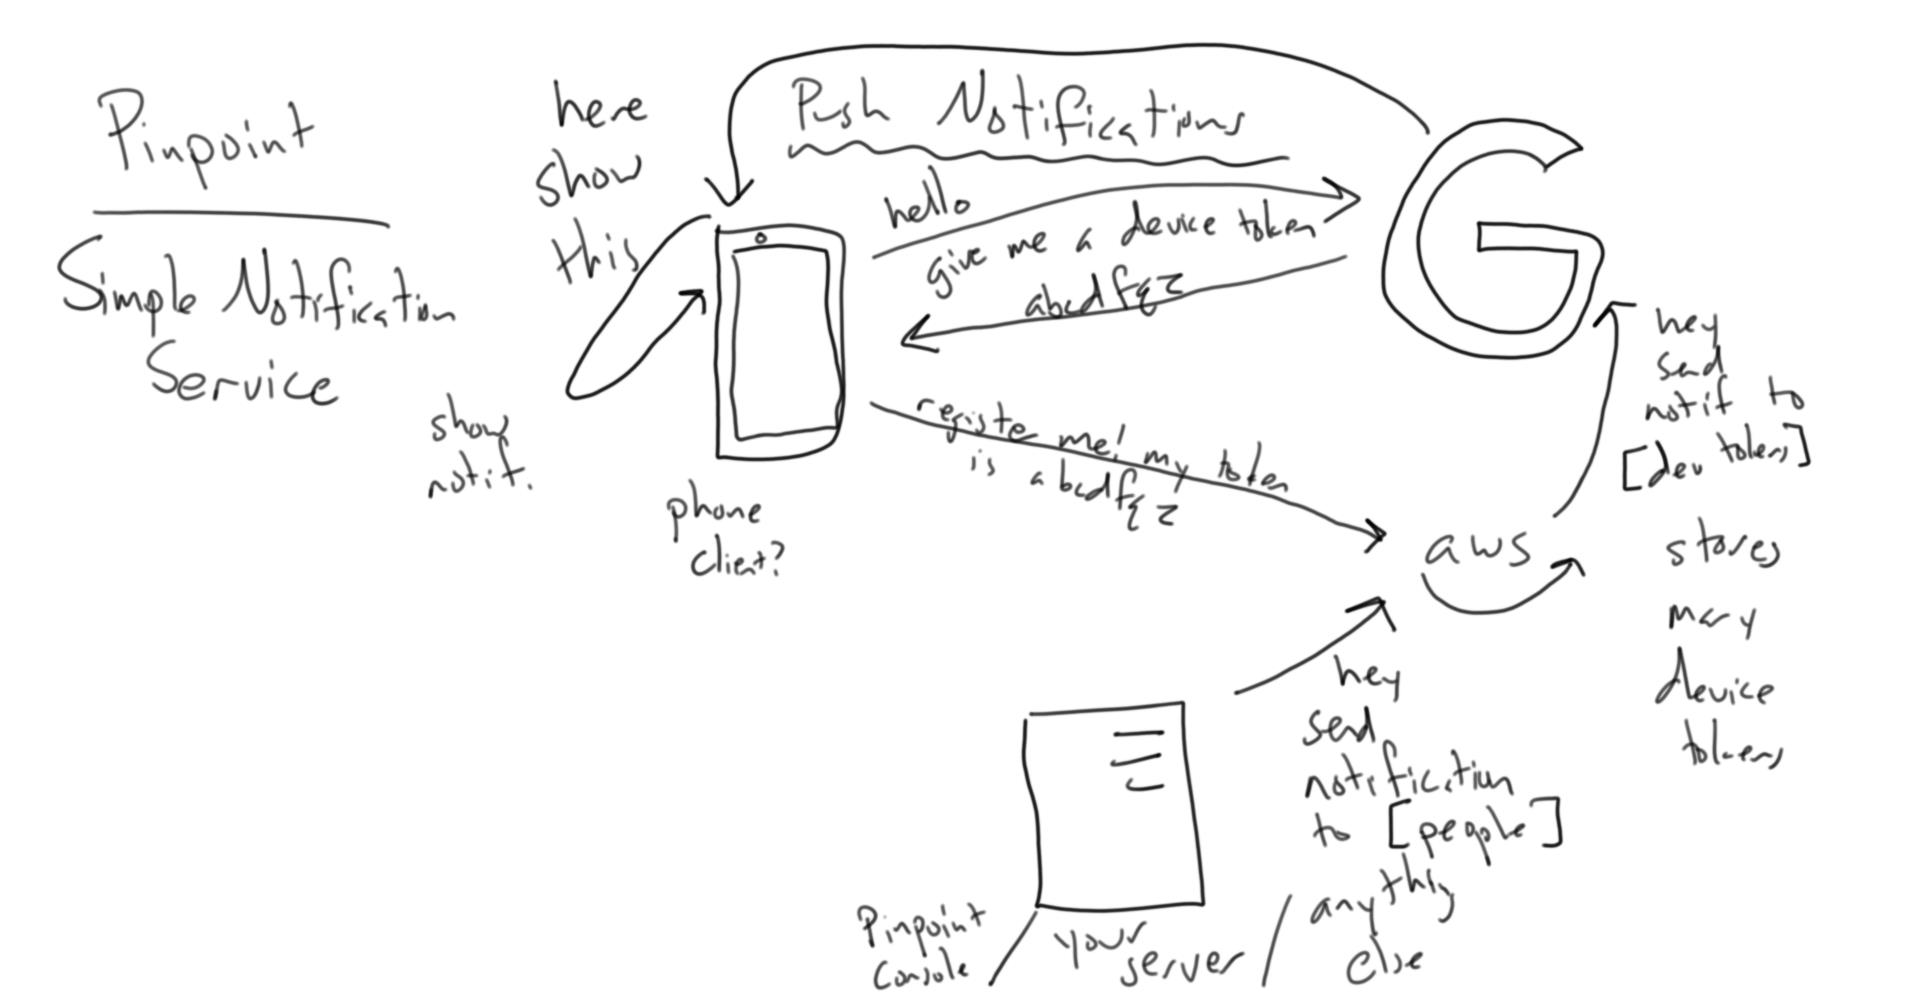 Pinpoint
Simple Notification
Service
here
show
this
Push Notifications
hello
give me a device token
abcdfqz
G
show
notif.
phone
client?
register me! my token
is abcdfqz
aws
hey
send
notif to
[dev tokens]
stores
many
device
tokens
hey
send
notification
to [people]
Pinpoint
Console
your
server
anything
else